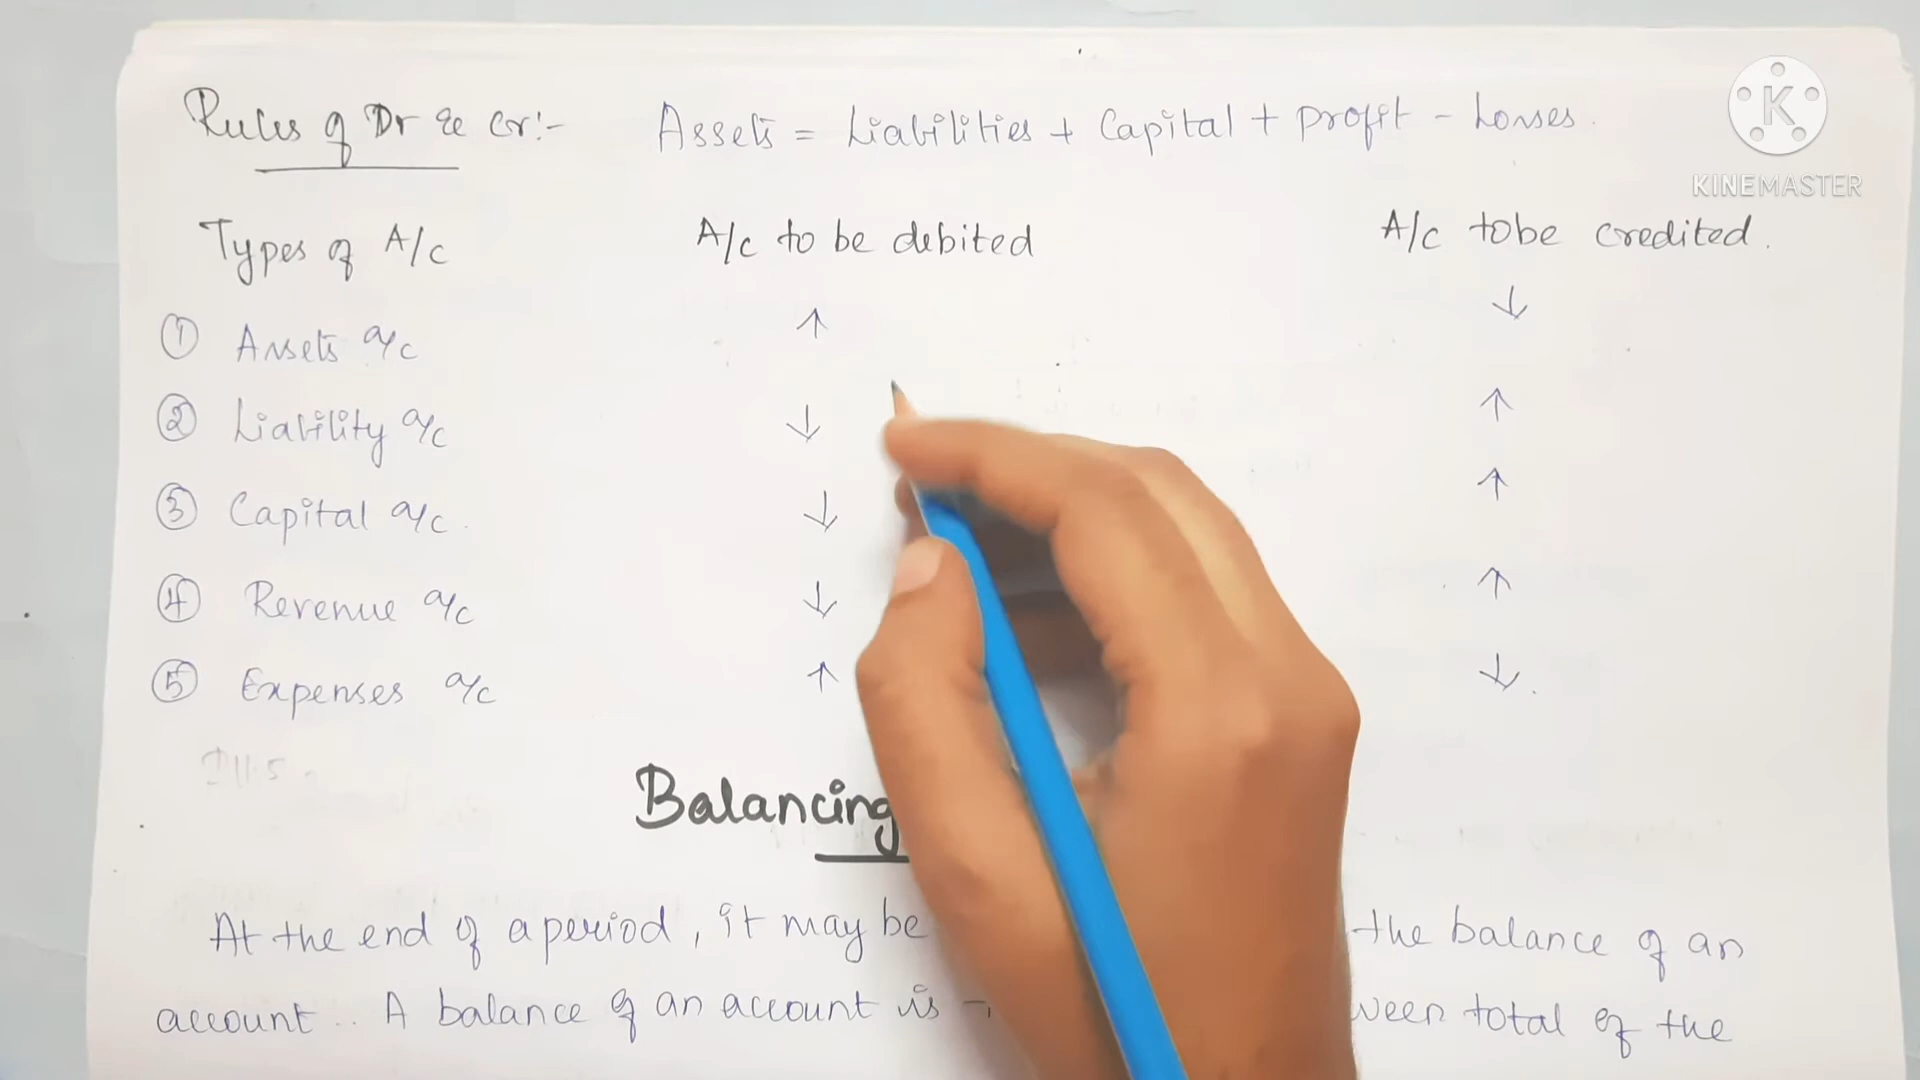 Rules of Dr & Cr:- Assets = Liabilities + Capital + Profit - Losses.
KINEMASTER
Types of A/c A/c to be debited A/c to be credited.
① Assets a/c ↑ ↓
② Liability a/c ↓ ↑
③ Capital a/c. ↓ ↑
④ Revenue a/c ↓ ↑
⑤ Expenses a/c ↑ ↓.
Balancing
At the end of a period, it may be the balance of an
account.. A balance of an account is total of the